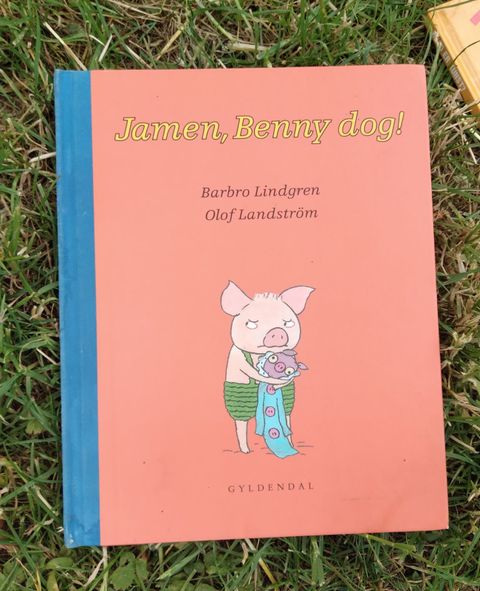 Jamen, Benny dog!
Barbro Lindgren
Olof Landström
GYLDENDAL